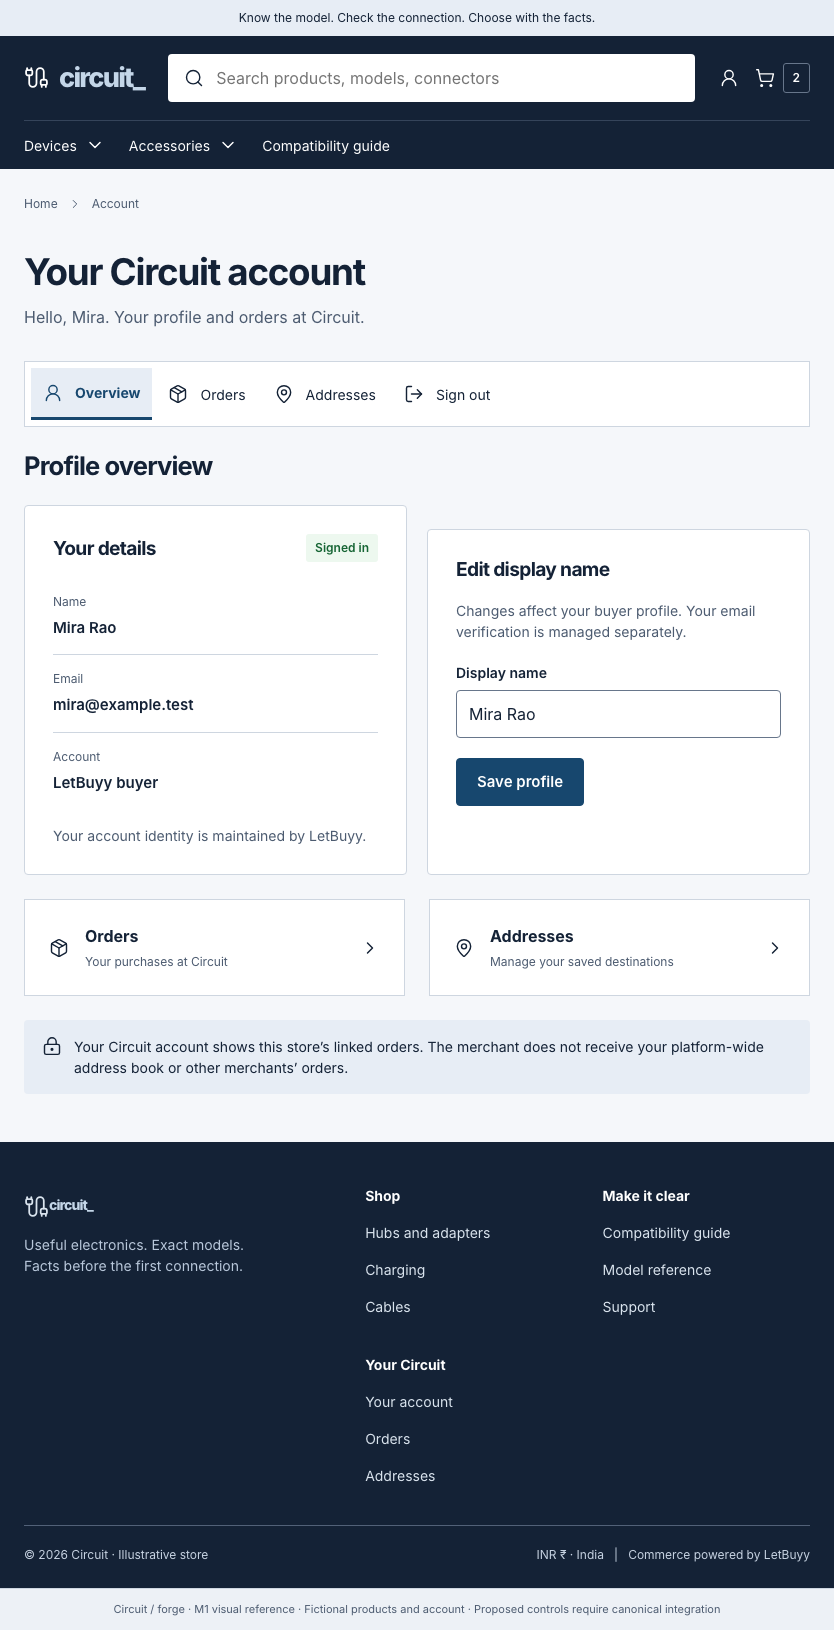 Know the model. Check the connection. Choose with the facts.
circuit_
Search products, models, connectors
2
Devices
Accessories
Compatibility guide
Home
Account
Your Circuit account
Hello, Mira. Your profile and orders at Circuit.
Overview
Orders
Addresses
Sign out
Profile overview
Your details
Signed in
Name
Mira Rao
Email
mira@example.test
Account
LetBuyy buyer
Your account identity is maintained by LetBuyy.
Edit display name
Changes affect your buyer profile. Your email
verification is managed separately.
Display name
Mira Rao
Save profile
Orders
Your purchases at Circuit
Addresses
Manage your saved destinations
Your Circuit account shows this store’s linked orders. The merchant does not receive your platform-wide
address book or other merchants’ orders.
circuit_
Useful electronics. Exact models.
Facts before the first connection.
Shop
Hubs and adapters
Charging
Cables
Make it clear
Compatibility guide
Model reference
Support
Your Circuit
Your account
Orders
Addresses
© 2026 Circuit · Illustrative store
INR ₹ · India | Commerce powered by LetBuyy
Circuit / forge · M1 visual reference · Fictional products and account · Proposed controls require canonical integration